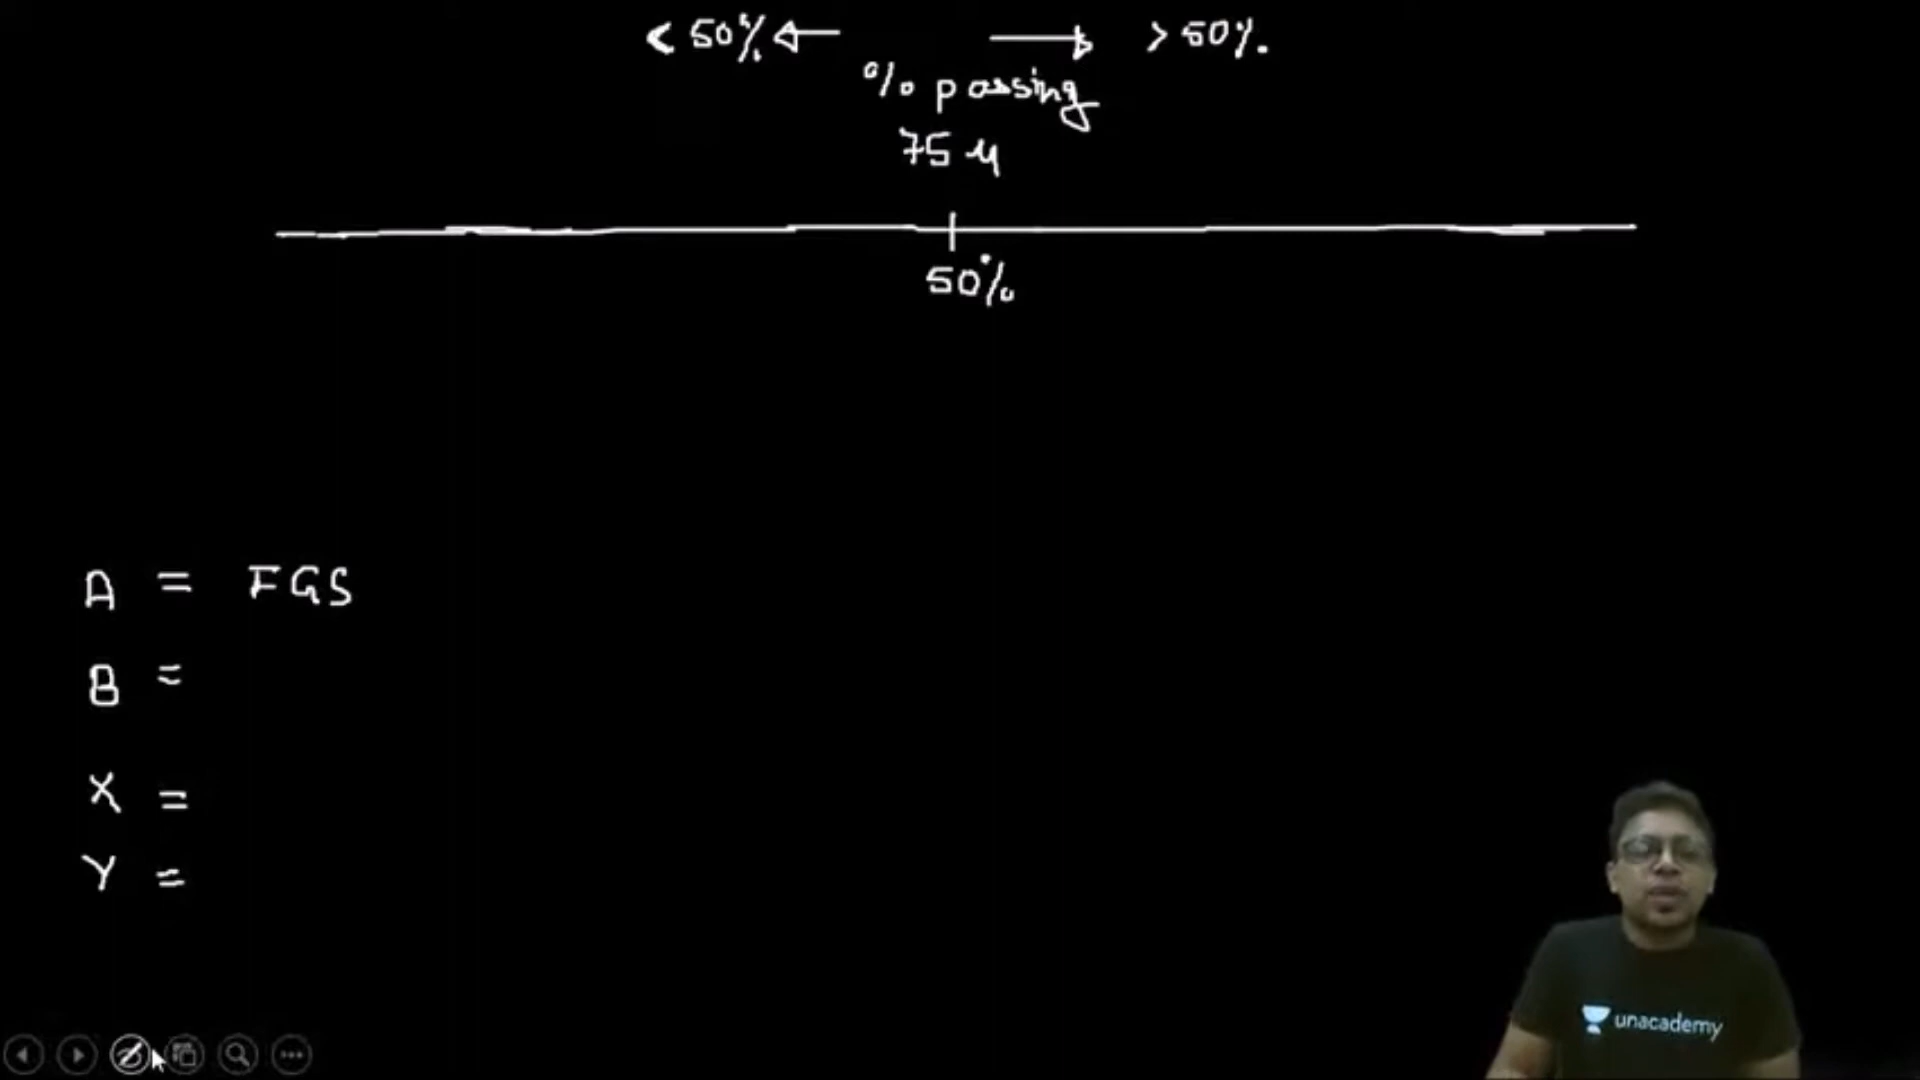 < 50% ← → > 50%.
% passing
75 μ
50%
A = FGS
B =
X =
Y =
unacademy